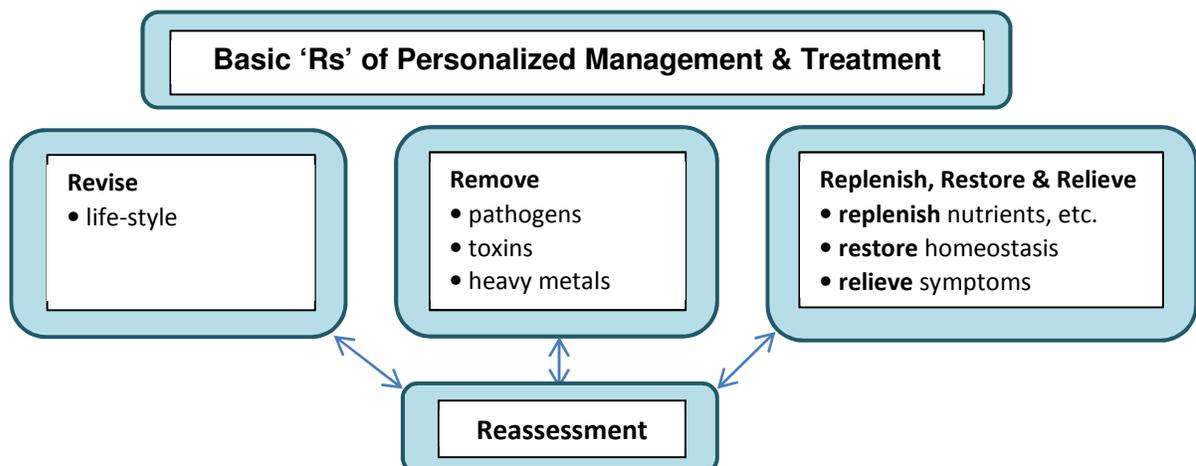 Basic ‘Rs’ of Personalized Management & Treatment
Revise
• life-style
Remove
• pathogens
• toxins
• heavy metals
Replenish, Restore & Relieve
• replenish nutrients, etc.
• restore homeostasis
• relieve symptoms
Reassessment